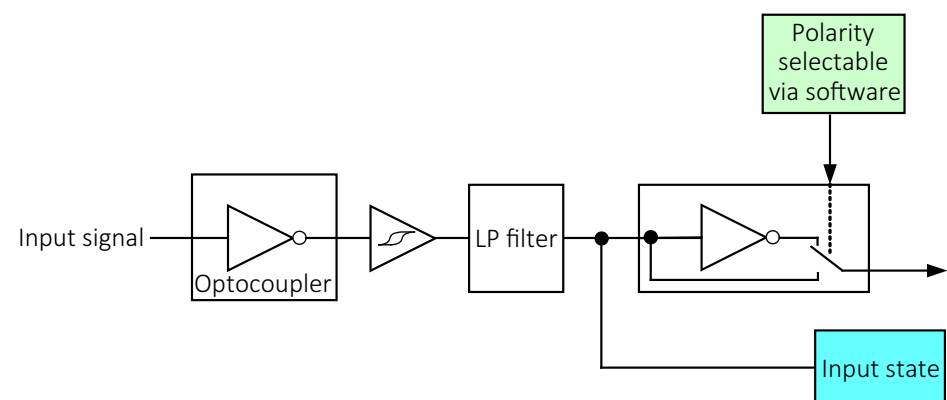 Polarity
selectable
via software
Input signal
Optocoupler
LP filter
Input state